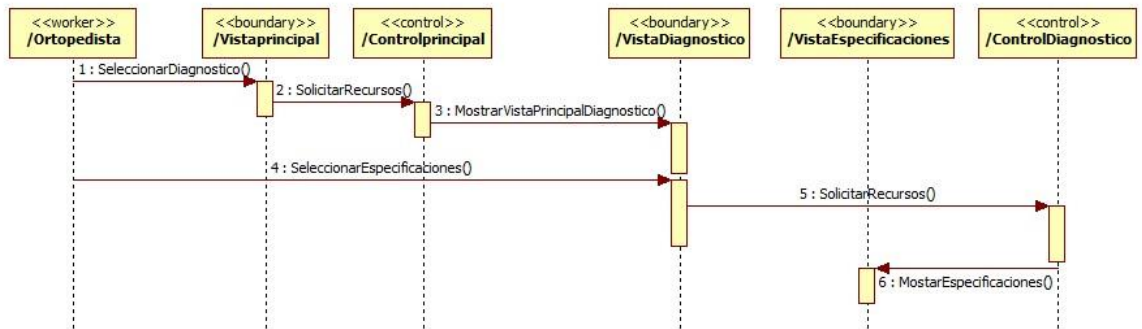 <<worker>>
/Ortopedista
<<boundary>>
/Vistaprincipal
<<control>>
/Controlprincipal
<<boundary>>
/VistaDiagnostico
<<boundary>>
/VistaEspecificaciones
<<control>>
/ControlDiagnostico
1 : SeleccionarDiagnostico()
2 : SolicitarRecursos()
3 : MostrarVistaPrincipalDiagnostico()
4 : SeleccionarEspecificaciones()
5 : SolicitarRecursos()
6 : MostarEspecificaciones()